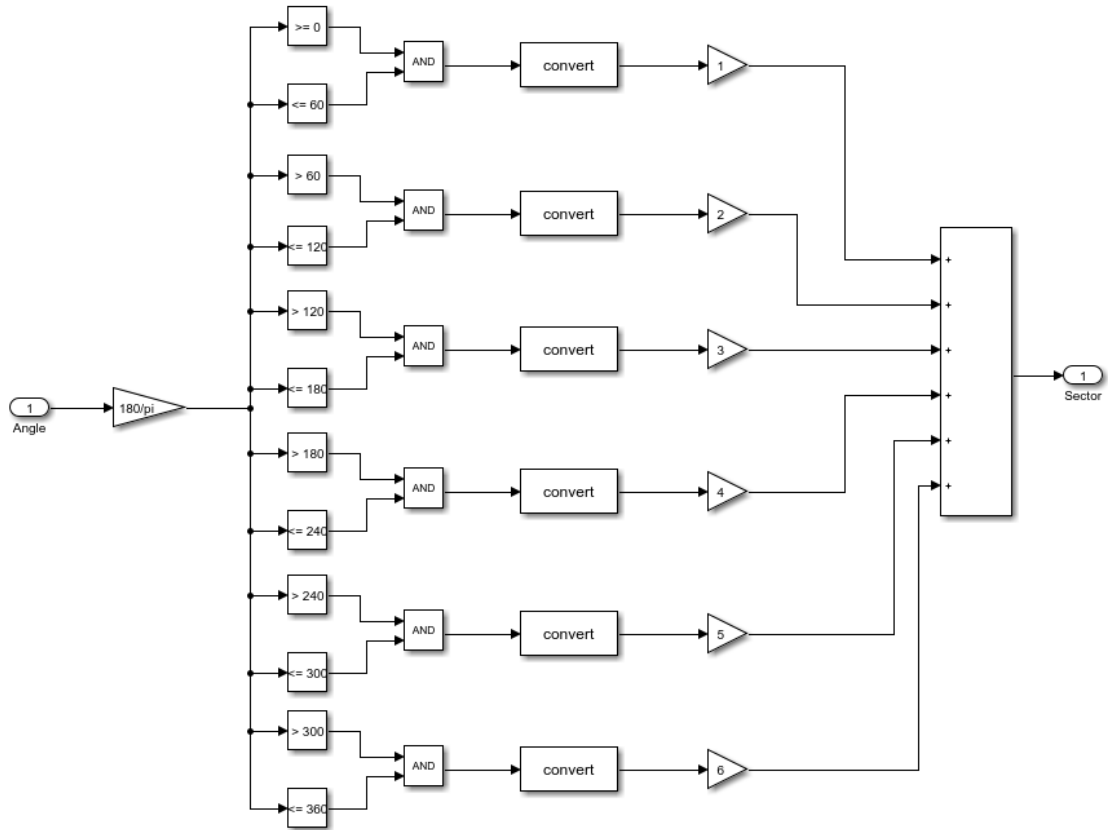 >= 0
AND
convert
1
<= 60
> 60
AND
convert
2
<= 120
+
> 120
+
AND
convert
3
+
1
Sector
<= 180
180/pi
1
Angle
+
> 180
+
AND
convert
4
+
<= 240
> 240
AND
convert
5
<= 300
> 300
AND
convert
6
<= 360